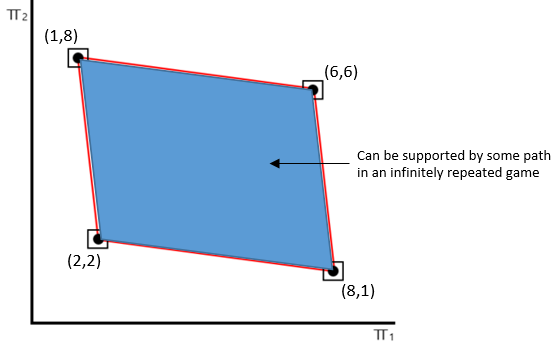 π₂
(1,8)
(6,6)
Can be supported by some path
in an infinitely repeated game
(2,2)
(8,1)
π₁